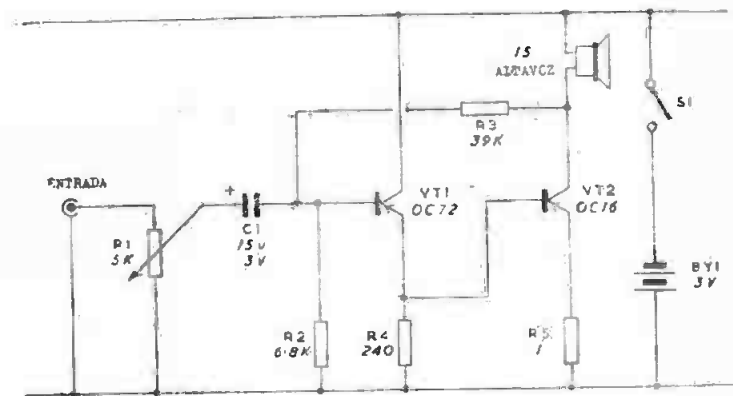 15
ALTAVOZ
S1
R3
39K
ENTRADA
+
VT1
OC72
VT2
OC16
R1
5K
C1
15u
3V
BY1
3V
R2
6.8K
R4
240
R5
1